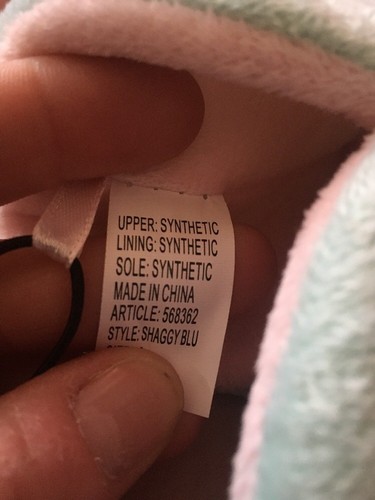 UPPER: SYNTHETIC
LINING: SYNTHETIC
SOLE: SYNTHETIC
MADE IN CHINA
ARTICLE: 568362
STYLE: SHAGGY BLU